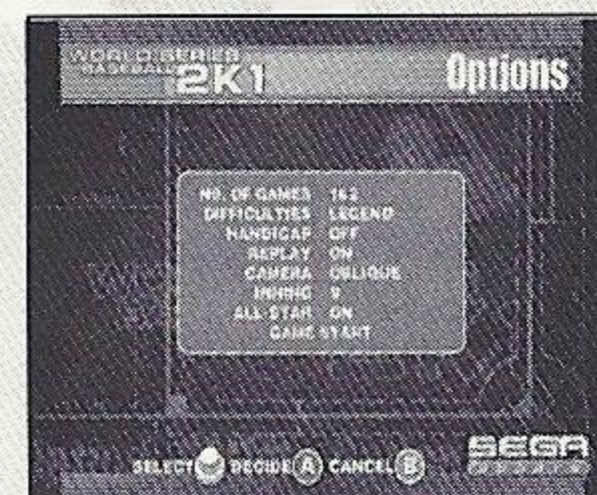 WORLD SERIES
BASEBALL 2K1
Options
NO. OF GAMES 162
DIFFICULTIES LEGEND
HANDICAP OFF
REPLAY ON
CAMERA OBLIQUE
INNING 9
ALL STAR ON
GAME START
SELECT DECIDE A CANCEL B
SEGA
SPORTS